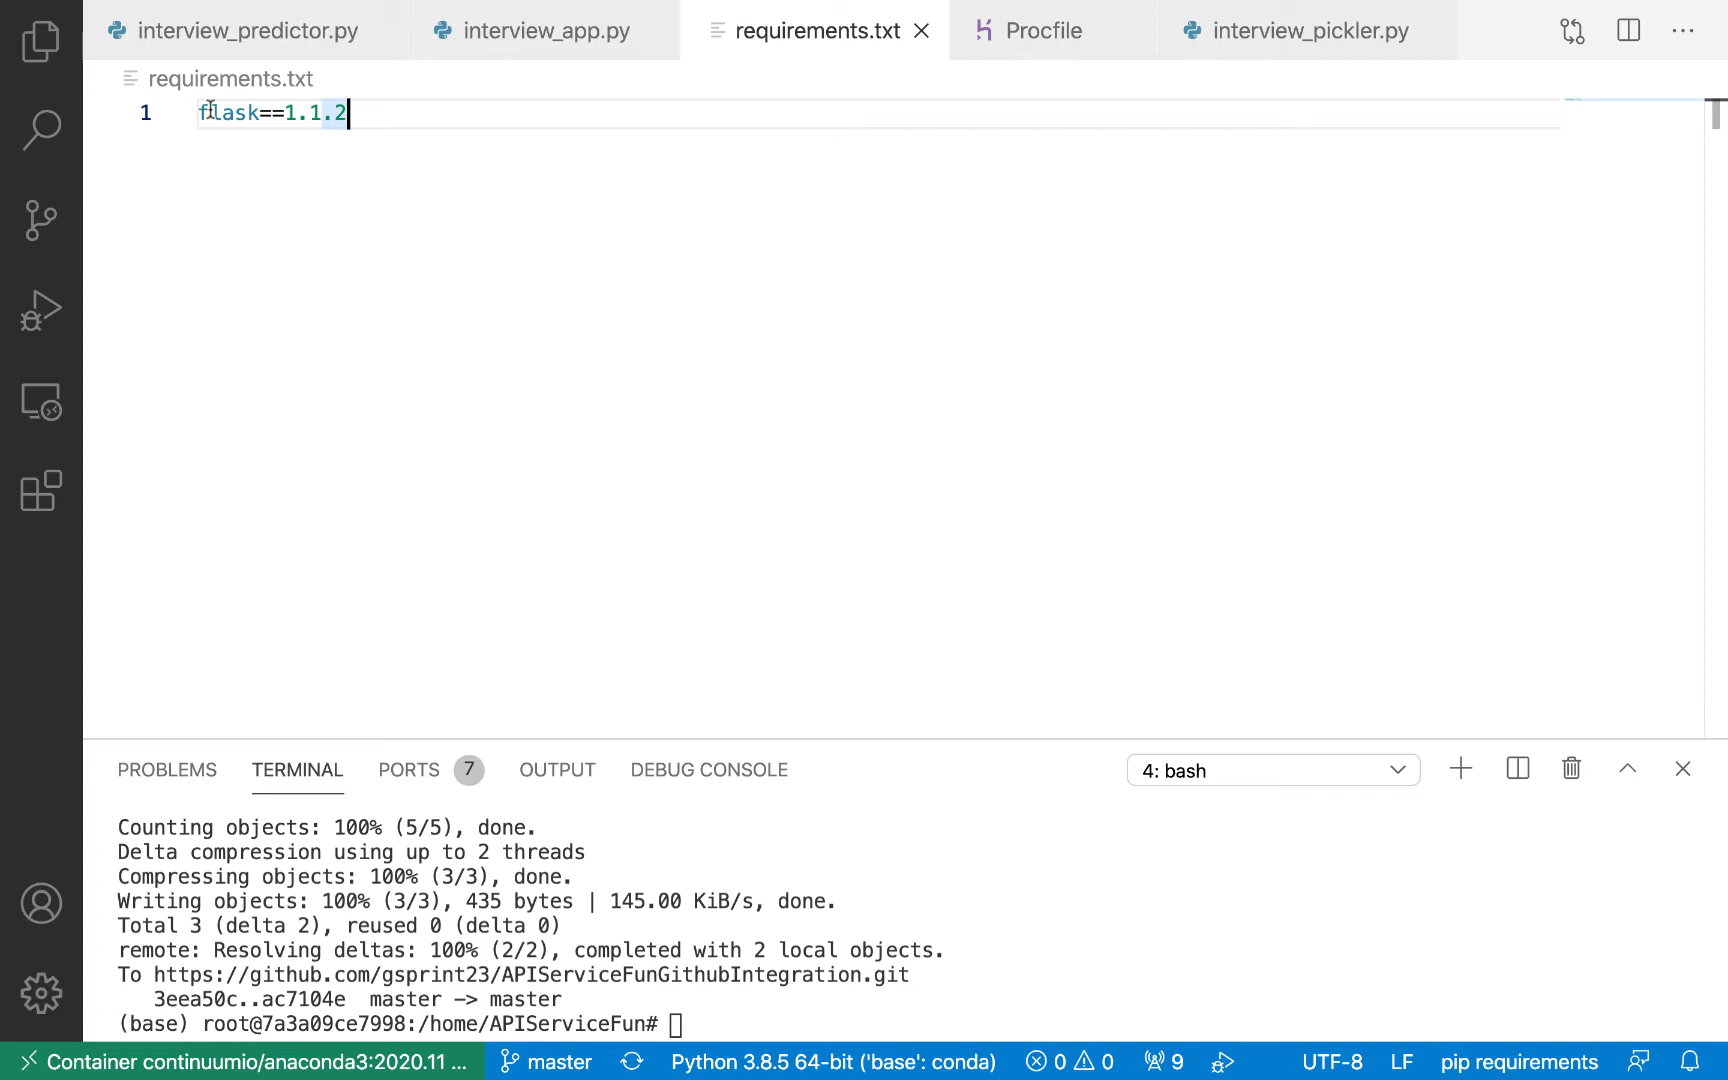 interview_predictor.py interview_app.py requirements.txt Procfile interview_pickler.py
requirements.txt
1 flask==1.1.2
PROBLEMS TERMINAL PORTS 7 OUTPUT DEBUG CONSOLE 4: bash
Counting objects: 100% (5/5), done.
Delta compression using up to 2 threads
Compressing objects: 100% (3/3), done.
Writing objects: 100% (3/3), 435 bytes | 145.00 KiB/s, done.
Total 3 (delta 2), reused 0 (delta 0)
remote: Resolving deltas: 100% (2/2), completed with 2 local objects.
To https://github.com/gsprint23/APIServiceFunGithubIntegration.git
3eea50c..ac7104e master -> master
(base) root@7a3a09ce7998:/home/APIServiceFun#
Container continuumio/anaconda3:2020.11 ... master Python 3.8.5 64-bit ('base': conda) 0 0 9 UTF-8 LF pip requirements